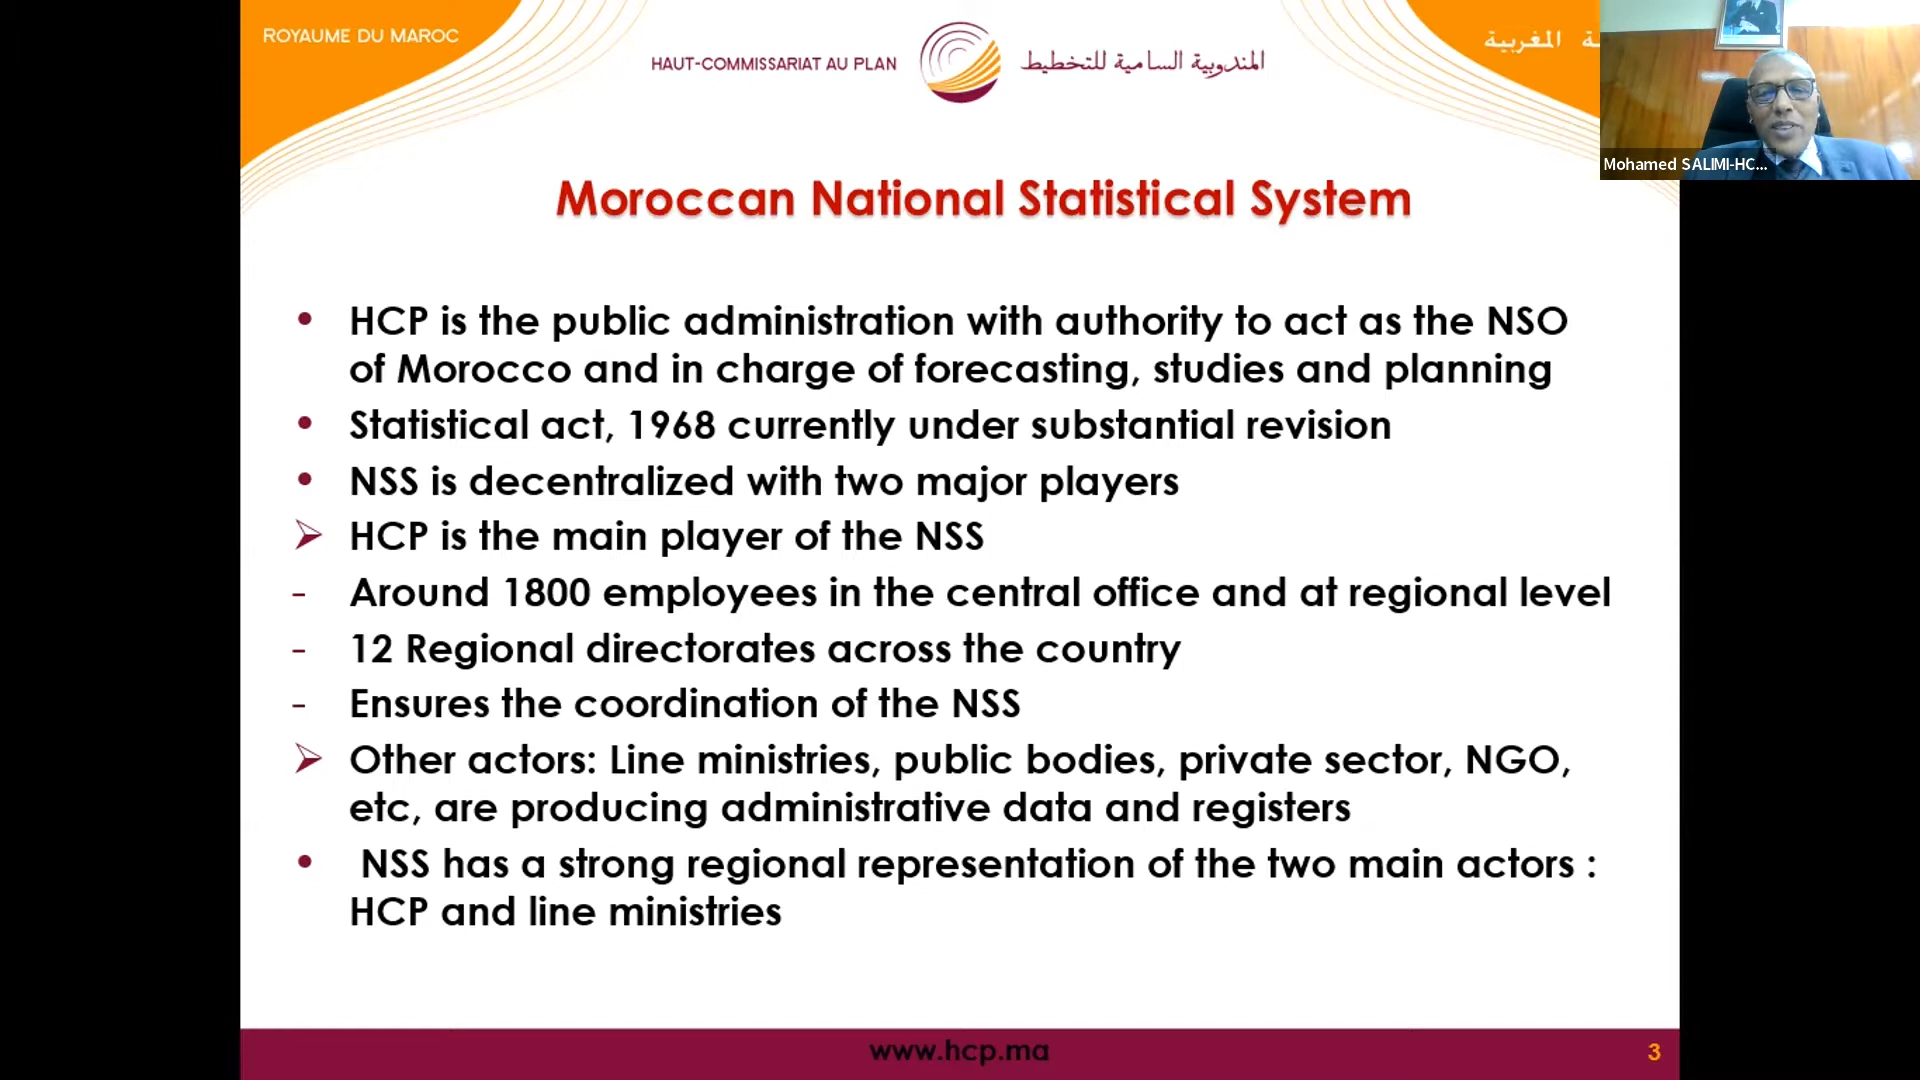 ROYAUME DU MAROC
HAUT-COMMISSARIAT AU PLAN
المندوبية السامية للتخطيط
المغربية
Mohamed SALIMI-HC...
Moroccan National Statistical System
• HCP is the public administration with authority to act as the NSO
of Morocco and in charge of forecasting, studies and planning
• Statistical act, 1968 currently under substantial revision
• NSS is decentralized with two major players
➢ HCP is the main player of the NSS
- Around 1800 employees in the central office and at regional level
- 12 Regional directorates across the country
- Ensures the coordination of the NSS
➢ Other actors: Line ministries, public bodies, private sector, NGO,
etc, are producing administrative data and registers
• NSS has a strong regional representation of the two main actors :
HCP and line ministries
www.hcp.ma
3